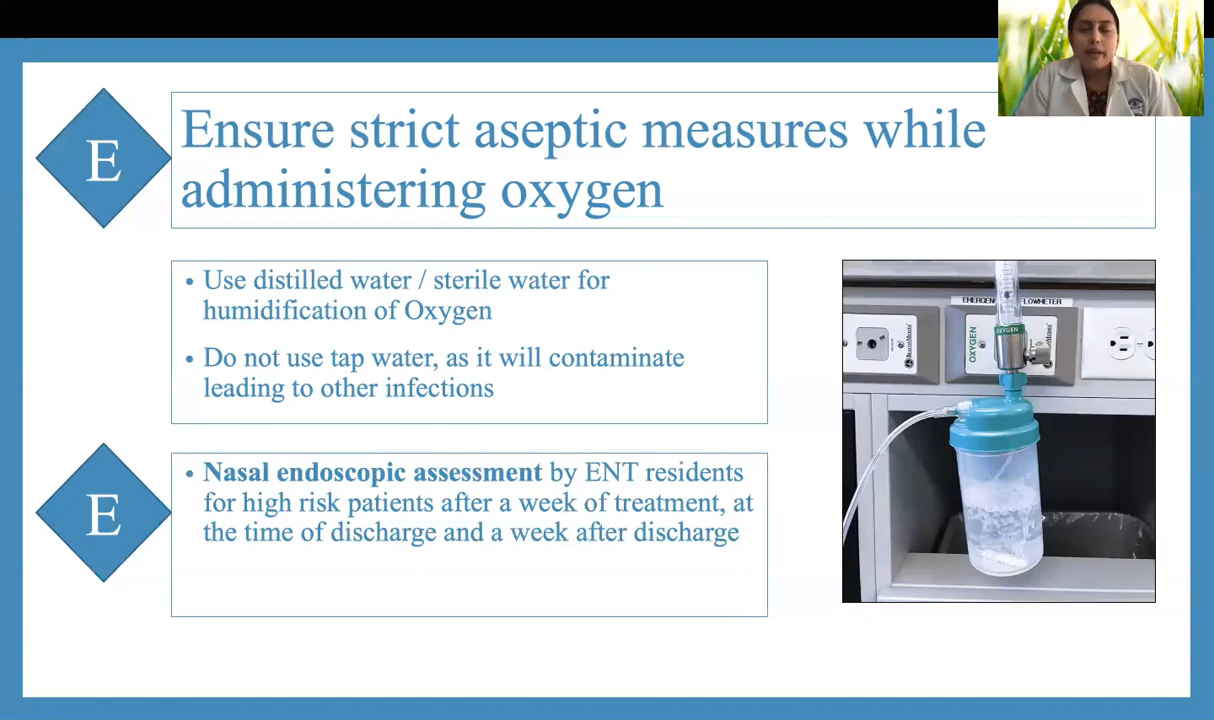 E
Ensure strict aseptic measures while
administering oxygen
• Use distilled water / sterile water for
humidification of Oxygen
• Do not use tap water, as it will contaminate
leading to other infections
E
• Nasal endoscopic assessment by ENT residents
for high risk patients after a week of treatment, at
the time of discharge and a week after discharge
OXYGEN
OXYGEN